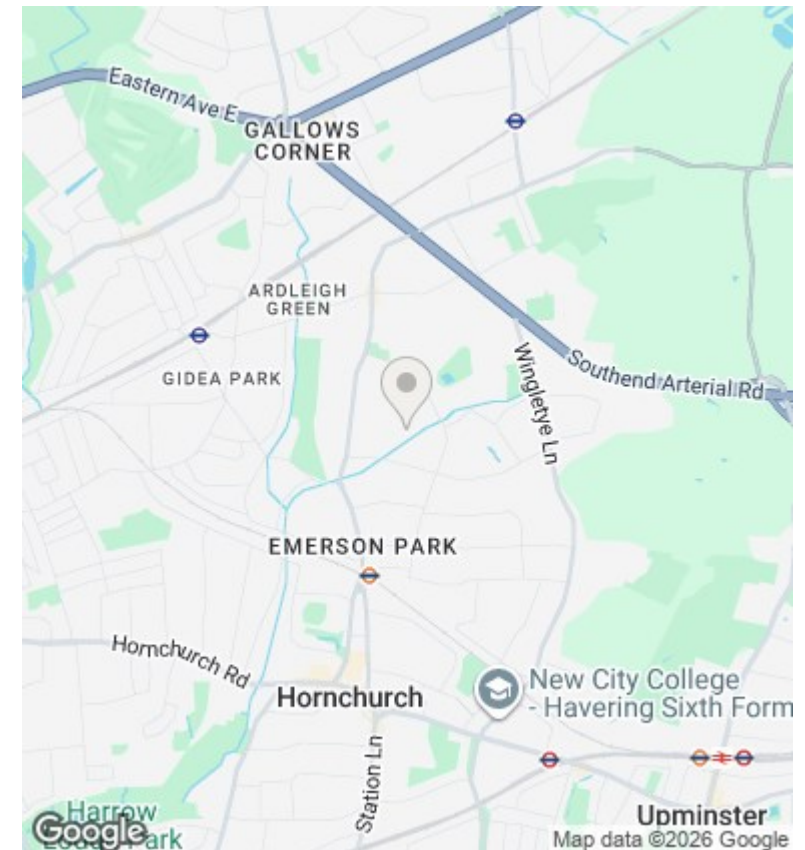 Eastern Ave E
GALLOWS
CORNER
ARDLEIGH
GREEN
GIDEA PARK
Southend Arterial Rd
Wingletye Ln
EMERSON PARK
Hornchurch Rd
Hornchurch
New City College
- Havering Sixth Form
Station Ln
Harrow
Park
Upminster
Google
Map data ©2026 Google